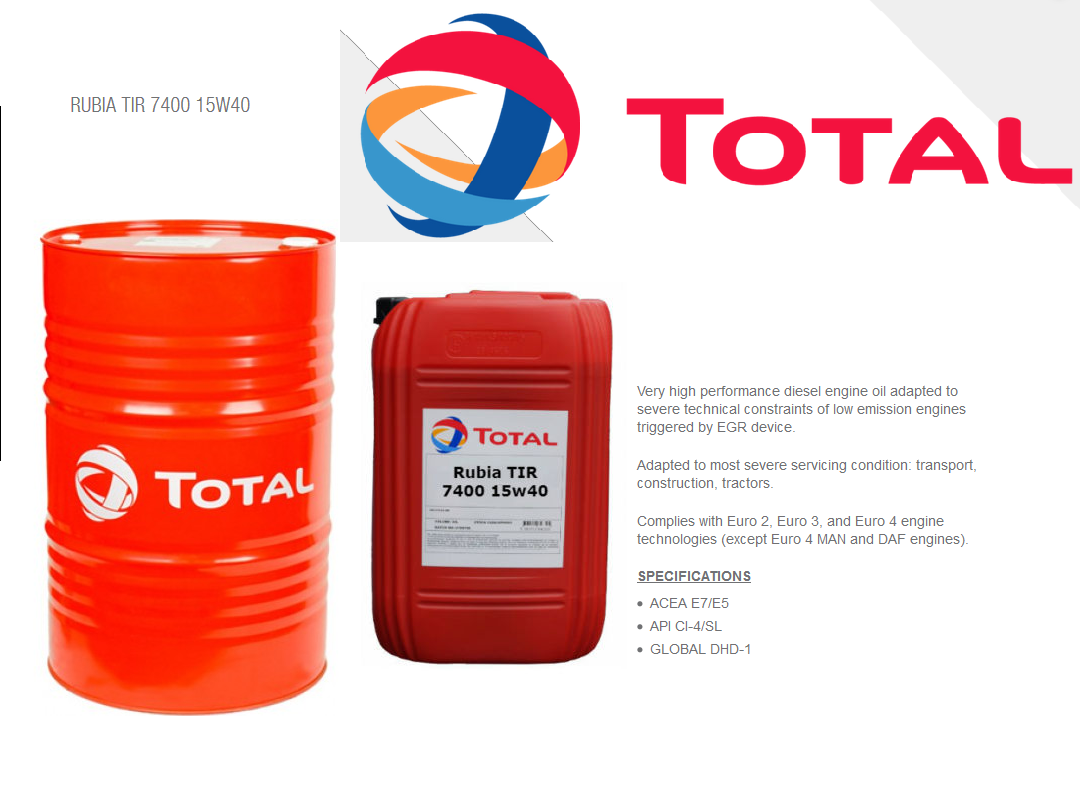 RUBIA TIR 7400 15W40
TOTAL
TOTAL
TOTAL
Rubia TIR
7400 15w40
Very high performance diesel engine oil adapted to
severe technical constraints of low emission engines
triggered by EGR device.
Adapted to most severe servicing condition: transport,
construction, tractors.
Complies with Euro 2, Euro 3, and Euro 4 engine
technologies (except Euro 4 MAN and DAF engines).
SPECIFICATIONS
ACEA E7/E5
API CI-4/SL
GLOBAL DHD-1